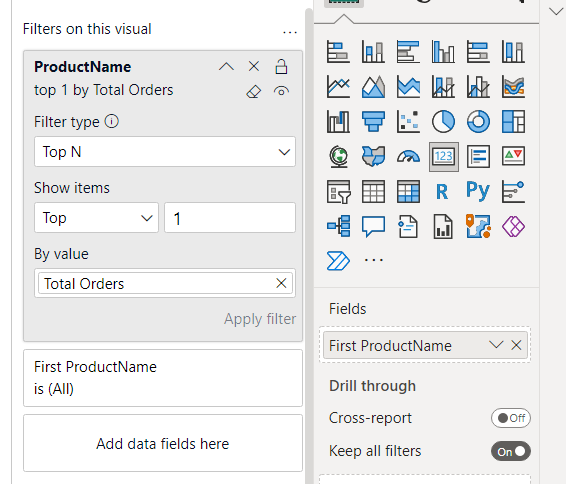 Filters on this visual
...
ProductName
top 1 by Total Orders
Filter type
Top N
Show items
Top
1
By value
Total Orders
Apply filter
First ProductName
is (All)
Add data fields here
123
R
Py
...
Fields
First ProductName
Drill through
Cross-report
Off
Keep all filters
On